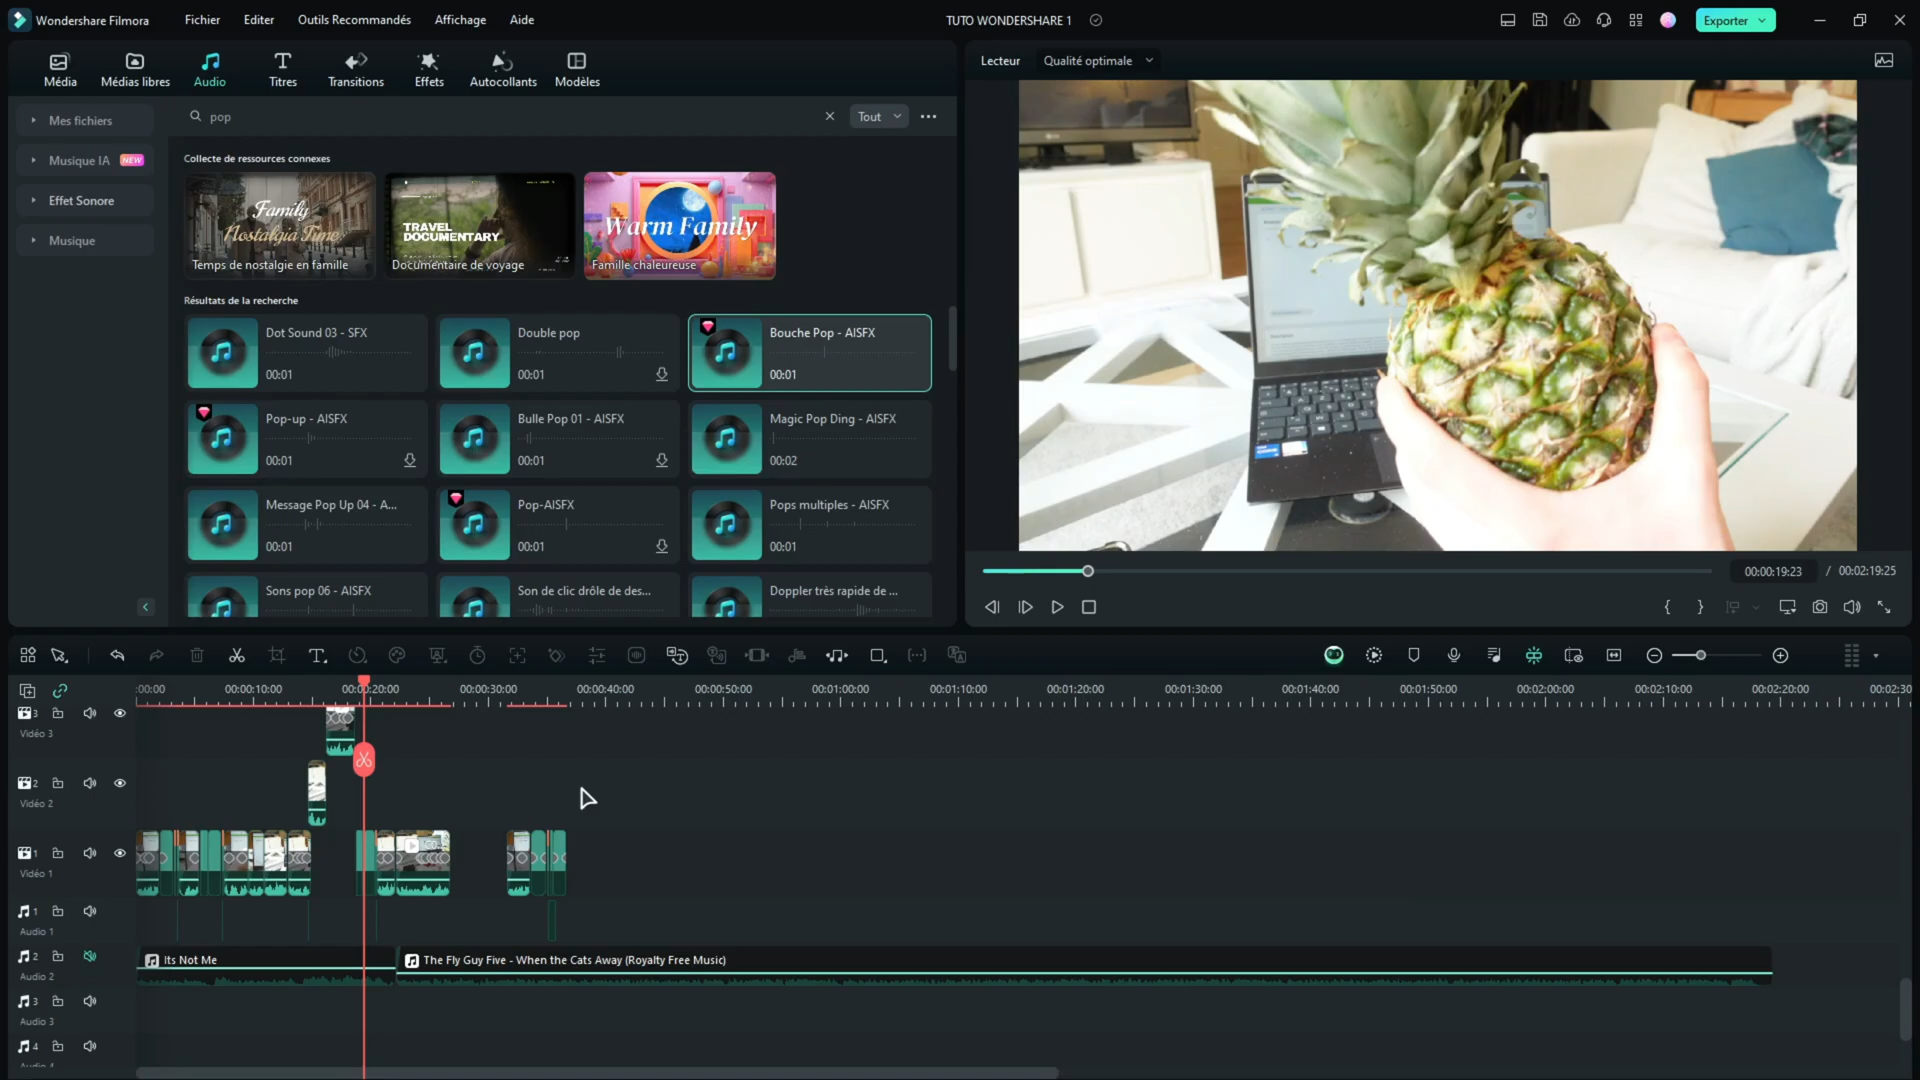 Wondershare Filmora
Fichier
Editer
Outils Recommandés
Affichage
Aide
TUTO WONDERSHARE 1
Exporter
Média
Médias libres
Audio
Titres
Transitions
Effets
Autocollants
Modèles
Lecteur
Qualité optimale
Mes fichiers
Musique IA NEW
Effet Sonore
Musique
pop
Tout
Collecte de ressources connexes
Family
Nostalgia Time
Temps de nostalgie en famille
TRAVEL
DOCUMENTARY
Documentaire de voyage
Warm Family
Famille chaleureuse
Résultats de la recherche
Dot Sound 03 - SFX
00:01
Double pop
00:01
Bouche Pop - AISFX
00:01
Pop-up - AISFX
00:01
Bulle Pop 01 - AISFX
00:01
Magic Pop Ding - AISFX
00:02
Message Pop Up 04 - A...
00:01
Pop-AISFX
00:01
Pops multiples - AISFX
00:01
Sons pop 06 - AISFX
Son de clic drôle de des...
Doppler très rapide de ...
00:00:19:23 / 00:02:19:25
:00:00 00:00:10:00 00:00:20:00 00:00:30:00 00:00:40:00 00:00:50:00 00:01:00:00 00:01:10:00 00:01:20:00 00:01:30:00 00:01:40:00 00:01:50:00 00:02:00:00 00:02:10:00 00:02:20:00 00:02:30
3
Vidéo 3
2
Vidéo 2
1
Vidéo 1
1
Audio 1
2
Audio 2
Its Not Me
The Fly Guy Five - When the Cats Away (Royalty Free Music)
3
Audio 3
4